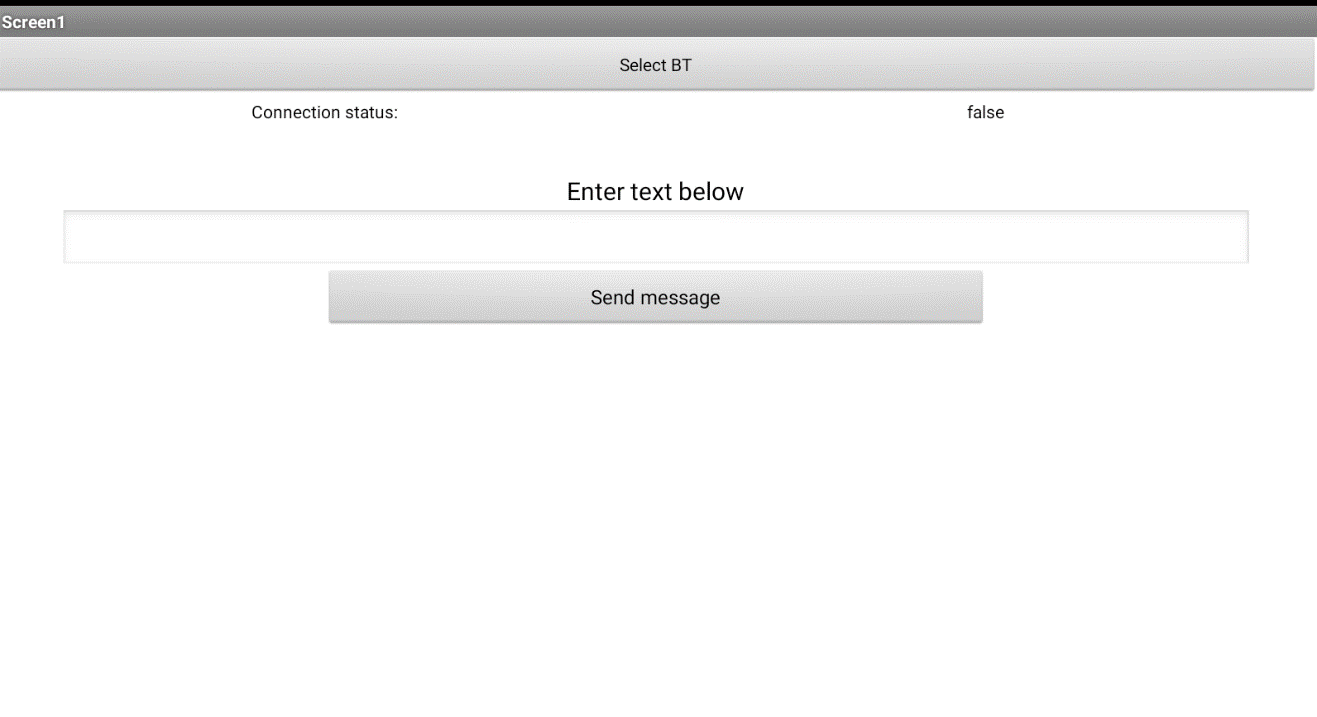 Screen1
Select BT
Connection status: false
Enter text below
Send message